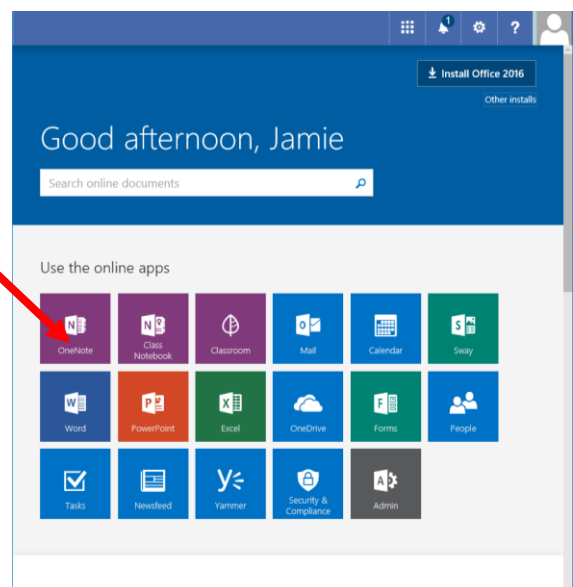 1
?
Install Office 2016
Other installs
Good afternoon, Jamie
Search online documents
Use the online apps
N
OneNote
N
Class
Notebook
Classroom
o
Mail
Calendar
S
Sway
W
Word
P
PowerPoint
X
Excel
OneDrive
F
Forms
People
Tasks
Newsfeed
y
Yammer
Security &
Compliance
A
Admin